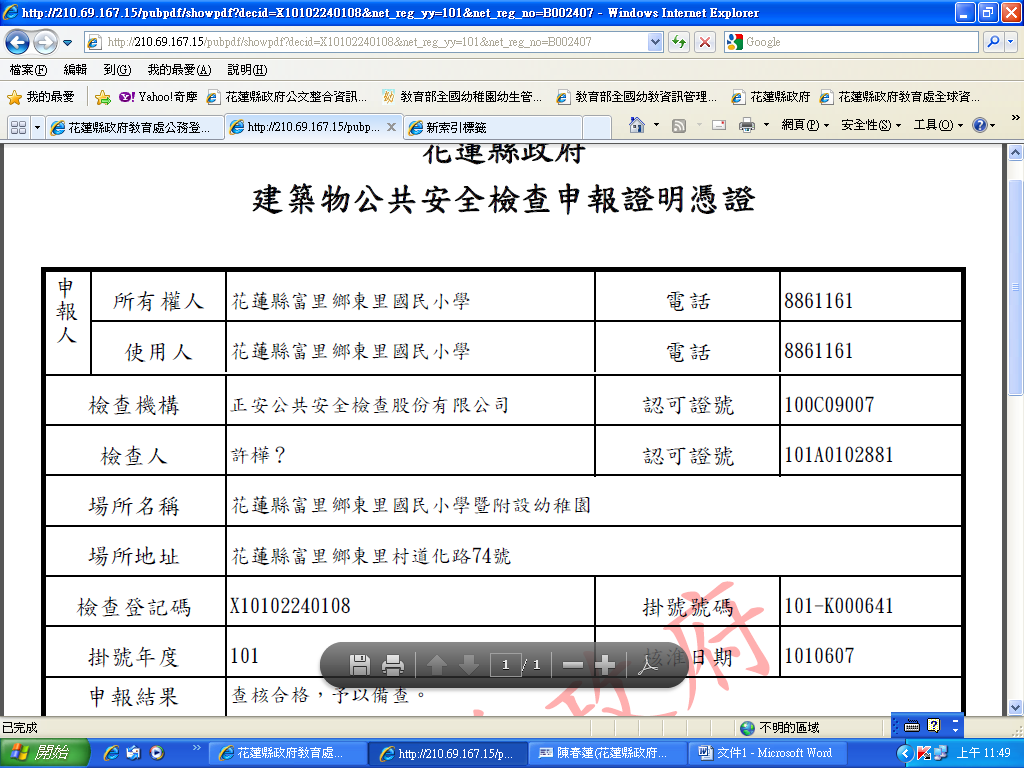 http://210.69.167.15/pubpdf/showpdf?decid=X10102240108&net_reg_yy=101&net_reg_no=B002407 - Windows Internet Explorer
http://210.69.167.15/pubpdf/showpdf?decid=X10102240108&net_reg_yy=101&net_reg_no=B002407 Google
檔案(F) 編輯 到(G) 我的最愛(A) 說明(H)
我的最愛 Yahoo!奇摩 花蓮縣政府公文整合資訊... 教育部全國幼稚園幼生管... 教育部全國幼教資訊管理... 花蓮縣政府 花蓮縣政府教育處全球資...
花蓮縣政府教育處公務登... http://210.69.167.15/pubp... 新索引標籤 網頁(P) 安全性(S) 工具(O)
花蓮縣政府
建築物公共安全檢查申報證明憑證
申報人
所有權人 花蓮縣富里鄉東里國民小學 電話 8861161
使用人 花蓮縣富里鄉東里國民小學 電話 8861161
檢查機構 正安公共安全檢查股份有限公司 認可證號 100C09007
檢查人 許樺？ 認可證號 101A0102881
場所名稱 花蓮縣富里鄉東里國民小學暨附設幼稚園
場所地址 花蓮縣富里鄉東里村道化路74號
檢查登記碼 X10102240108 掛號號碼 101-K000641
掛號年度 101 核准日期 1010607
申報結果 查核合格，予以備查。
政府
1 / 1
已完成 不明的區域
開始 花蓮縣政府教育處... http://210.69.167.15/p... 陳春蓮(花蓮縣政府... 文件1 - Microsoft Word 上午 11:49